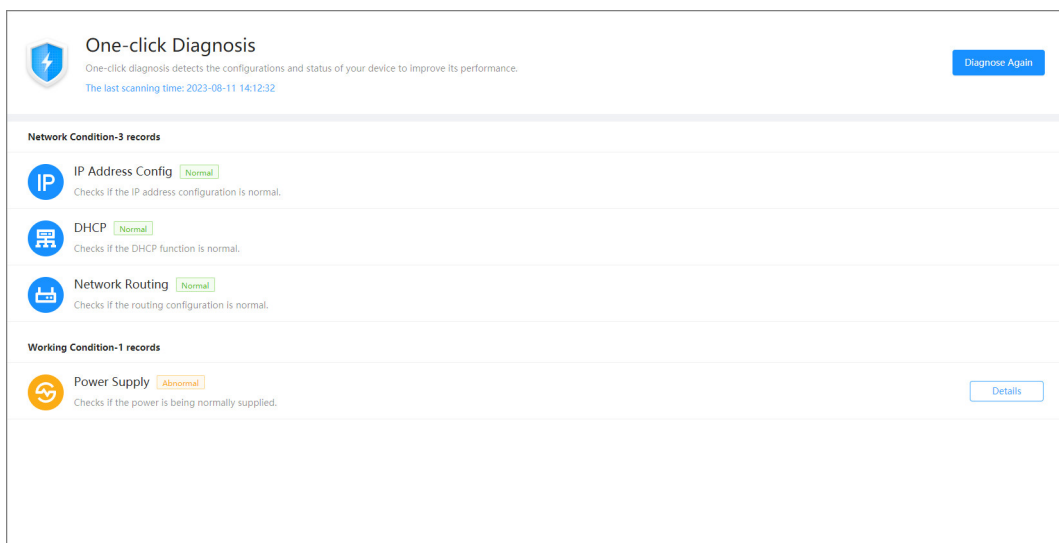 One-click Diagnosis
One-click diagnosis detects the configurations and status of your device to improve its performance.
The last scanning time: 2023-08-11 14:12:32
Diagnose Again
Network Condition-3 records
IP
IP Address Config Normal
Checks if the IP address configuration is normal.
DHCP Normal
Checks if the DHCP function is normal.
Network Routing Normal
Checks if the routing configuration is normal.
Working Condition-1 records
Power Supply Abnormal
Checks if the power is being normally supplied.
Details